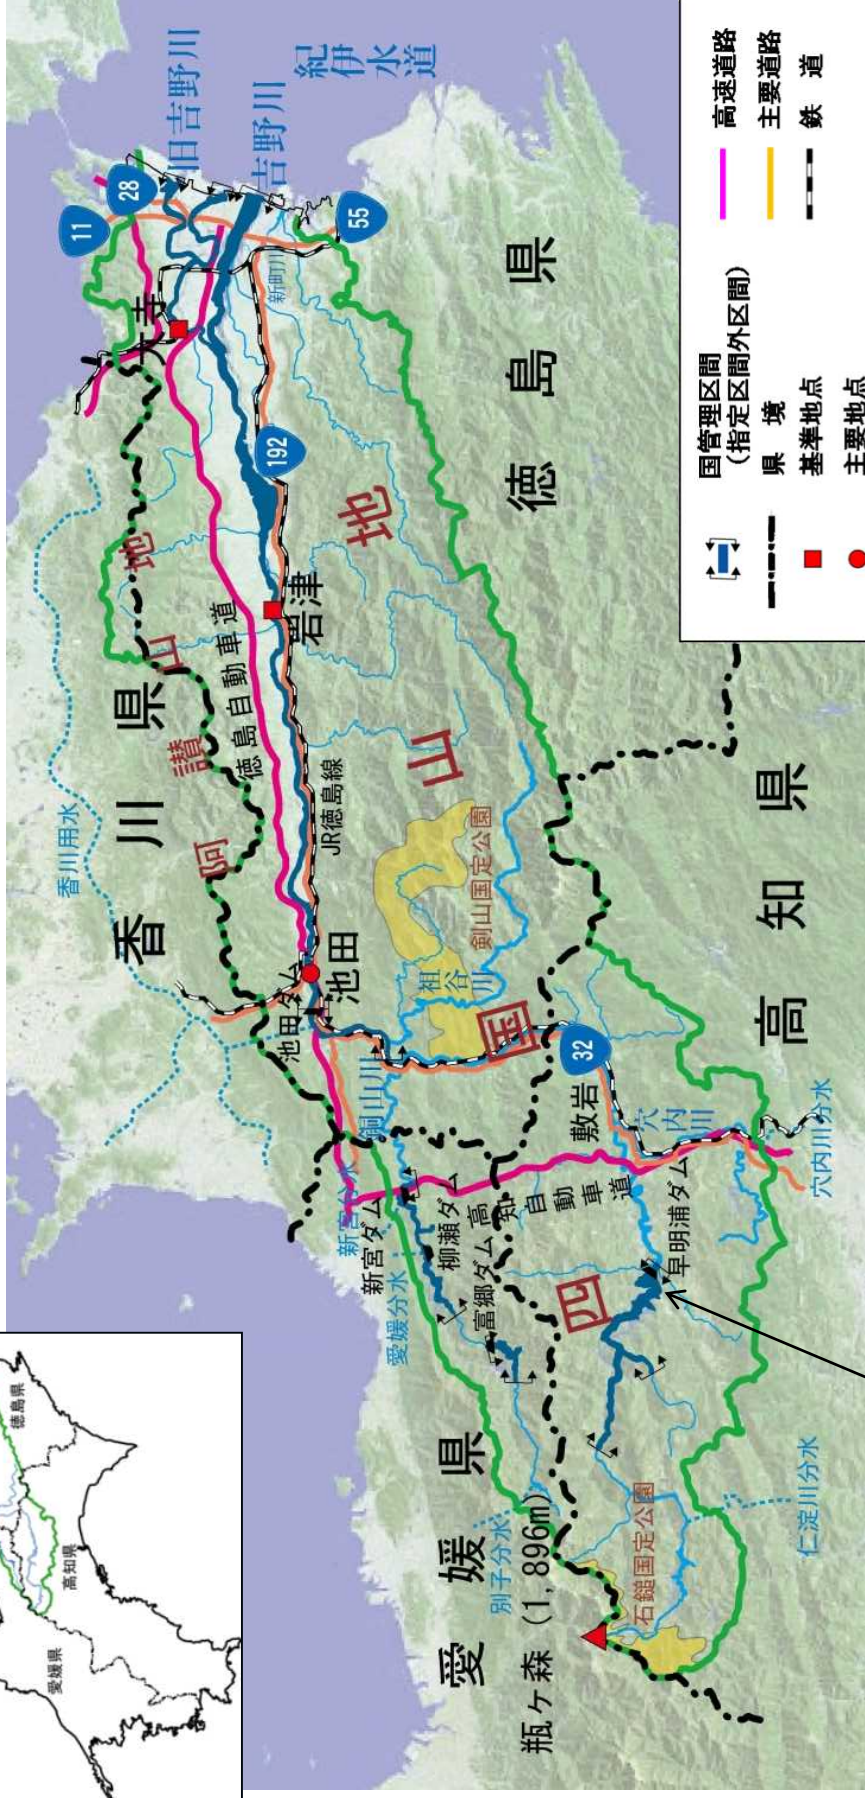 徳島県
高知県
愛媛県
紀伊水道
旧吉野川
吉野川
28
11
55
新町川
大寺
192
徳島県
阿讃山地
四国山地
香川県
香川用水
徳島自動車道
岩津
JR徳島線
剣山国定公園
祖谷川
池田ダム
池田
銅山川
32
敷岩
穴内川
穴内川分水
高知県
新宮分水
新宮ダム
愛媛分水
柳瀬ダム
富郷ダム
高知自動車道
早明浦ダム
愛媛県
別子分水
瓶ケ森 (1,896m)
石鎚国定公園
仁淀川分水
国管理区間
(指定区間外区間)
県 境
基準地点
主要地点
高速道路
主要道路
鉄 道